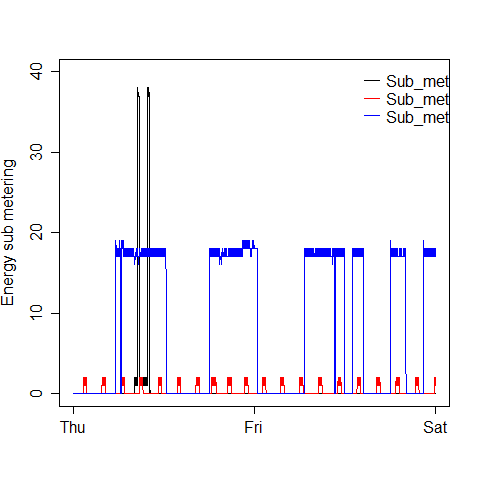 Sub_met
Sub_met
Sub_met
Energy sub metering
40
30
20
10
0
Thu Fri Sat